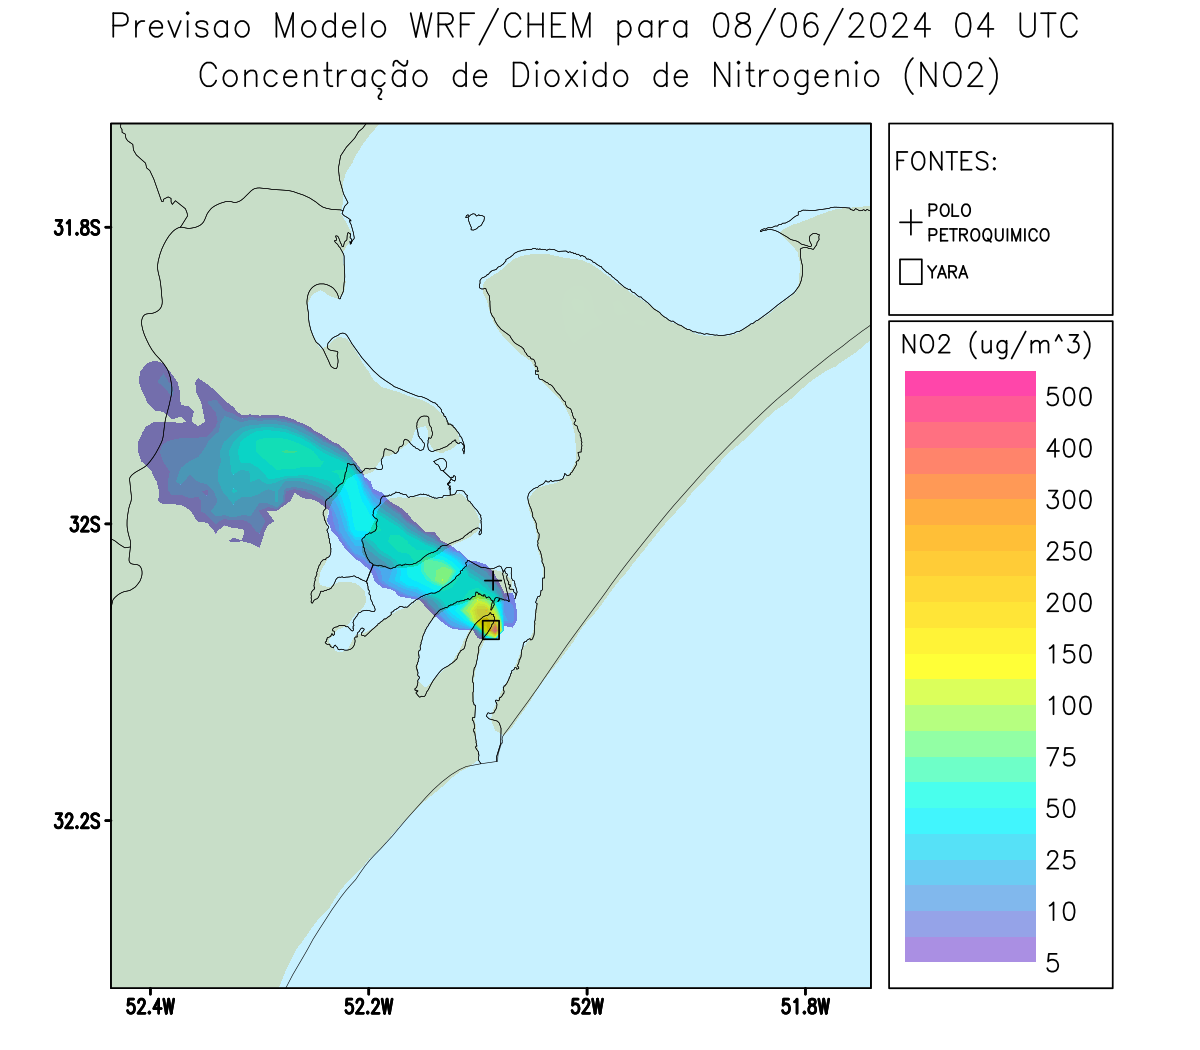 Previsao Modelo WRF/CHEM para 08/06/2024 04 UTC
Concentração de Dioxido de Nitrogenio (NO2)
FONTES:
POLO
PETROQUIMICO
YARA
NO2 (ug/m^3)
500
400
300
250
200
150
100
75
50
25
10
5
31.8S
32S
32.2S
52.4W
52.2W
52W
51.8W